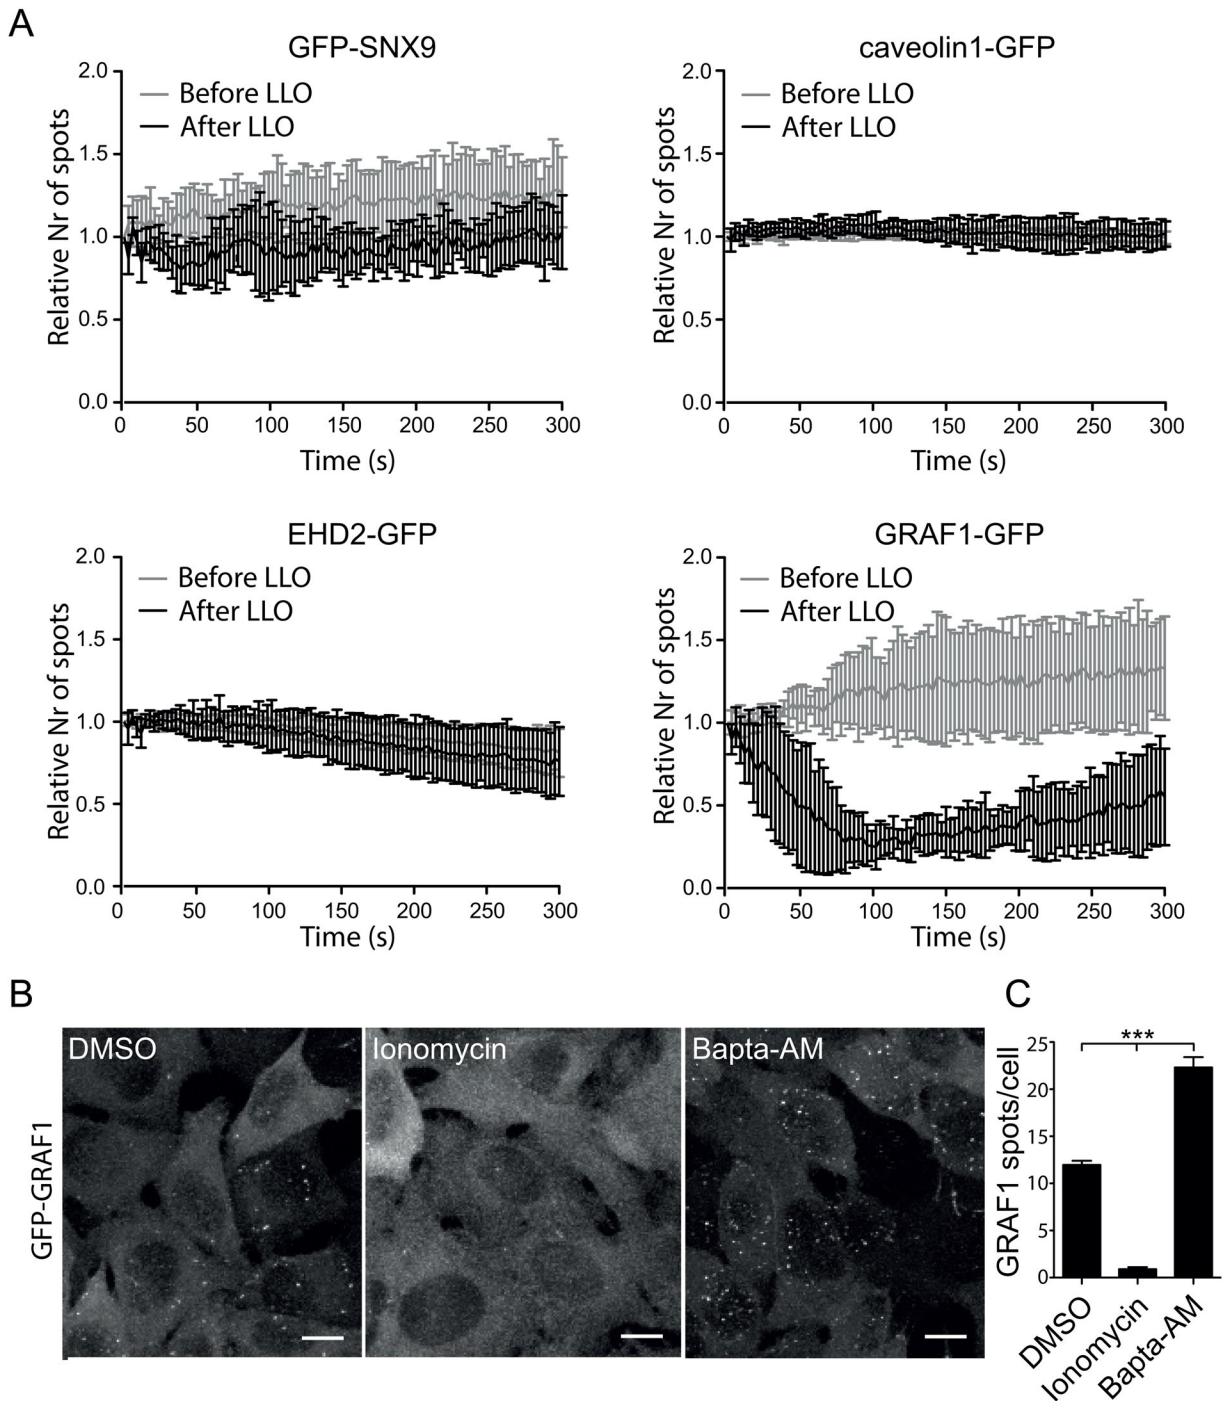 A
GFP-SNX9
Before LLO
After LLO
Relative Nr of spots
2.0
1.5
1.0
0.5
0.0
0 50 100 150 200 250 300
Time (s)
caveolin1-GFP
Before LLO
After LLO
Relative Nr of spots
2.0
1.5
1.0
0.5
0.0
0 50 100 150 200 250 300
Time (s)
EHD2-GFP
Before LLO
After LLO
Relative Nr of spots
2.0
1.5
1.0
0.5
0.0
0 50 100 150 200 250 300
Time (s)
GRAF1-GFP
Before LLO
After LLO
Relative Nr of spots
2.0
1.5
1.0
0.5
0.0
0 50 100 150 200 250 300
Time (s)
B
GFP-GRAF1
DMSO
Ionomycin
Bapta-AM
C
GRAF1 spots/cell
25
20
15
10
5
0
***
DMSO
Ionomycin
Bapta-AM